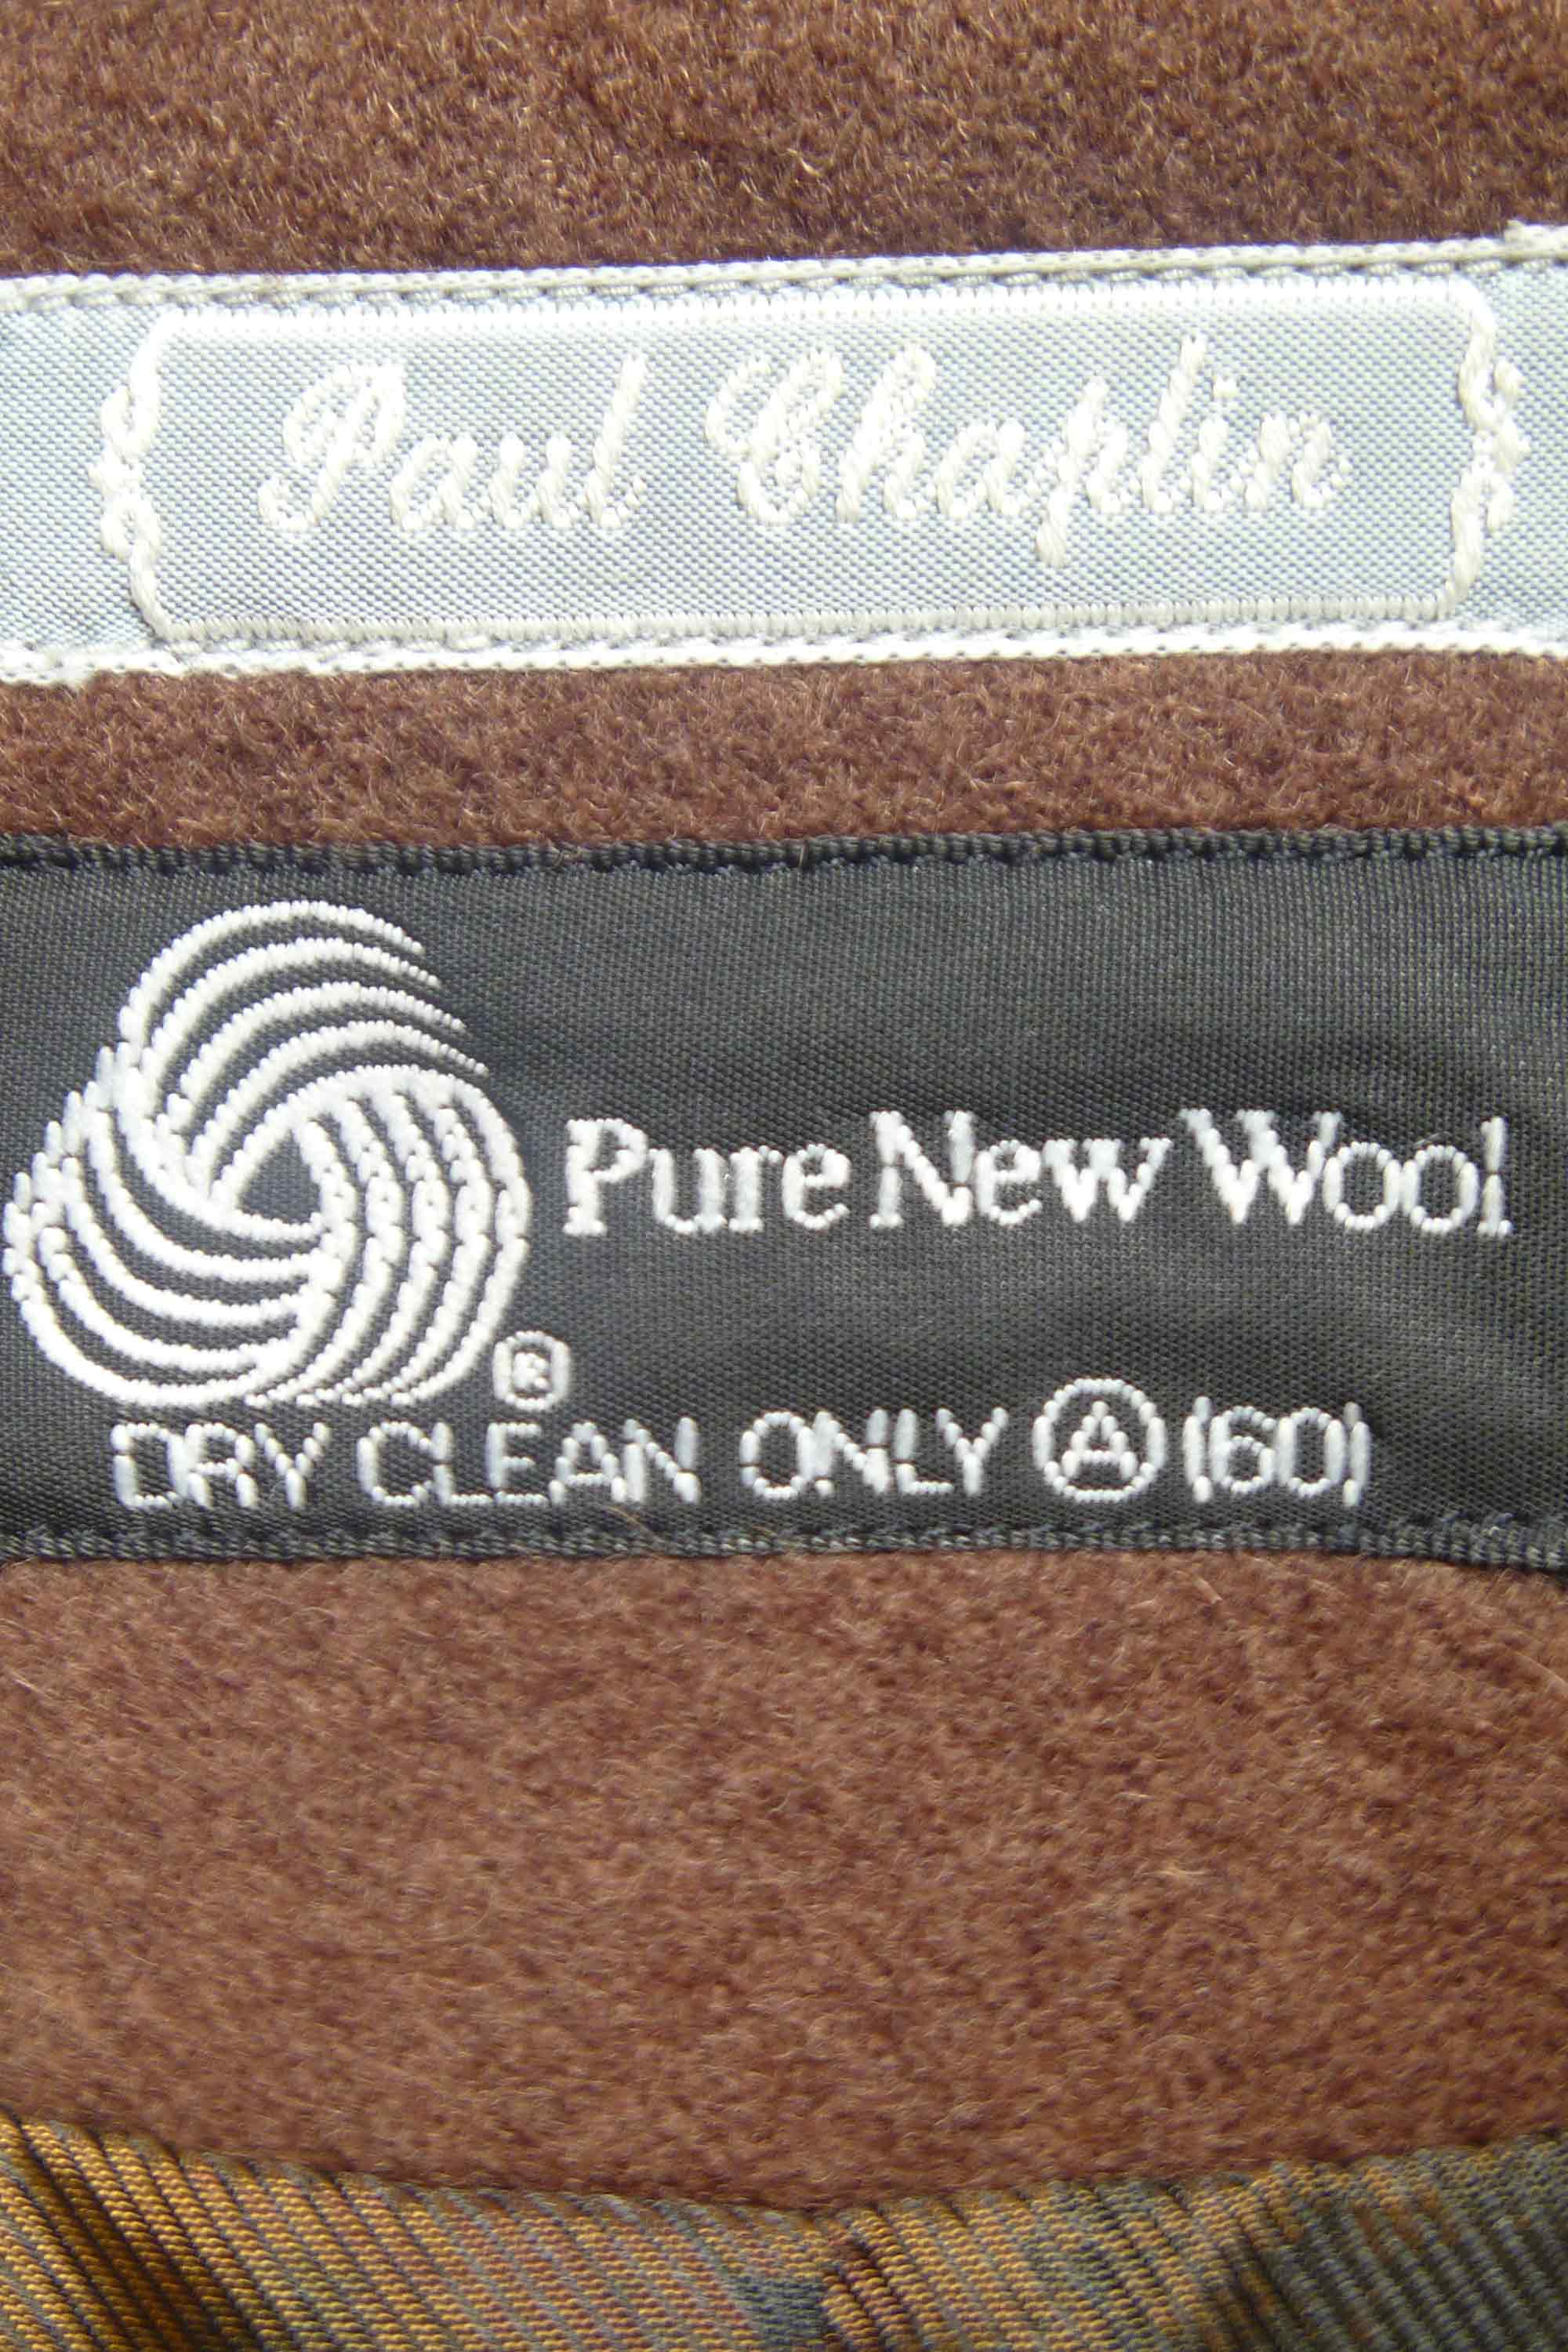 Paul Chaplin
Pure New Wool
®
DRY CLEAN ONLY Ⓐ (60)